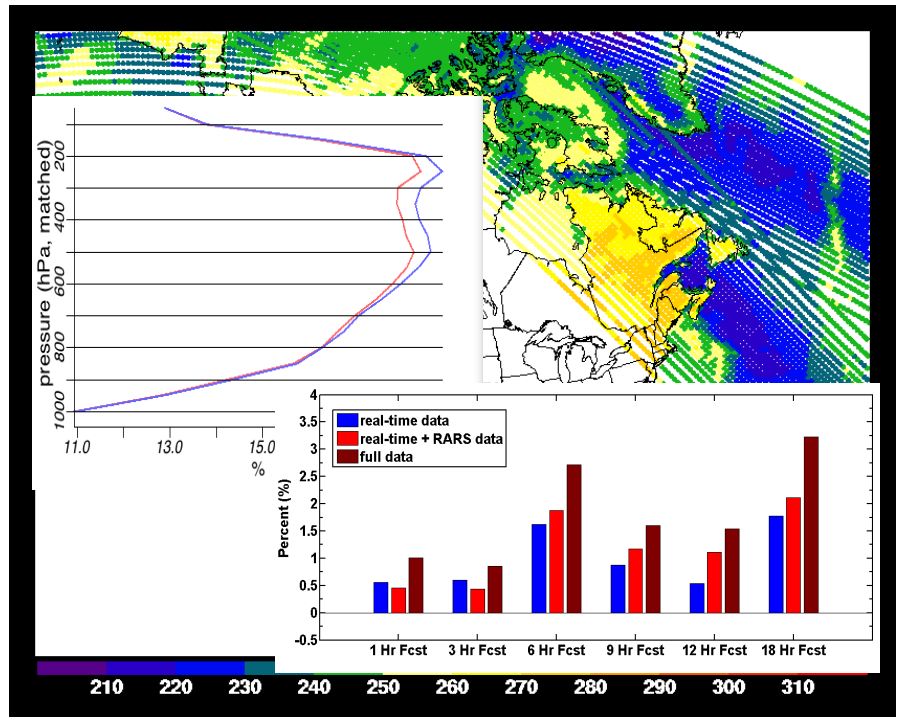 pressure (hPa, matched)
200
400
600
800
1000
11.0 13.0 15.0
%
4
3.5
3
2.5
2
1.5
1
0.5
0
-0.5
Percent (%)
real-time data
real-time + RARS data
full data
1 Hr Fcst 3 Hr Fcst 6 Hr Fcst 9 Hr Fcst 12 Hr Fcst 18 Hr Fcst
210 220 230 240 250 260 270 280 290 300 310